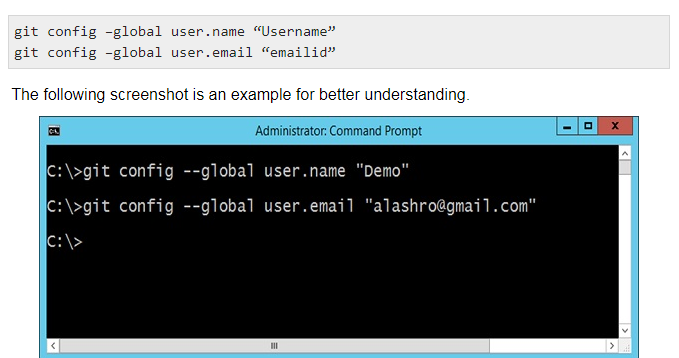 git config –global user.name “Username”
git config –global user.email “emailid”
The following screenshot is an example for better understanding.
Administrator: Command Prompt
C:\>git config --global user.name "Demo"
C:\>git config --global user.email "alashro@gmail.com"
C:\>